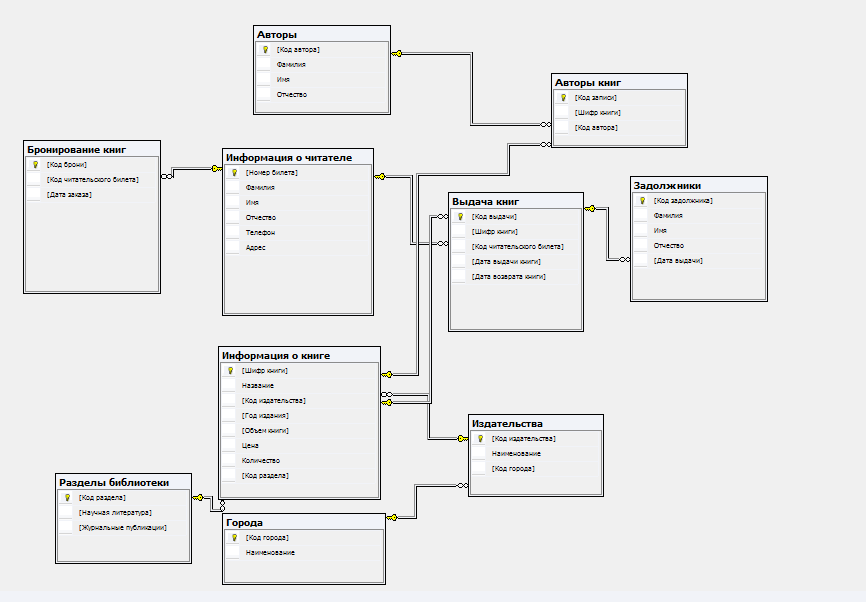 Авторы
[Код автора]
Фамилия
Имя
Отчество
Авторы книг
[Код записи]
[Шифр книги]
[Код автора]
Бронирование книг
[Код брони]
[Код читательского билета]
[Дата заказа]
Информация о читателе
[Номер билета]
Фамилия
Имя
Отчество
Телефон
Адрес
Выдача книг
[Код выдачи]
[Шифр книги]
[Код читательского билета]
[Дата выдачи книги]
[Дата возврата книги]
Задолжники
[Код задолжника]
Фамилия
Имя
Отчество
[Дата выдачи]
Информация о книге
[Шифр книги]
Название
[Код издательства]
[Год издания]
[Объем книги]
Цена
Количество
[Код раздела]
Издательства
[Код издательства]
Наименование
[Код города]
Разделы библиотеки
[Код раздела]
[Научная литература]
[Журнальные публикации]
Города
[Код города]
Наименование